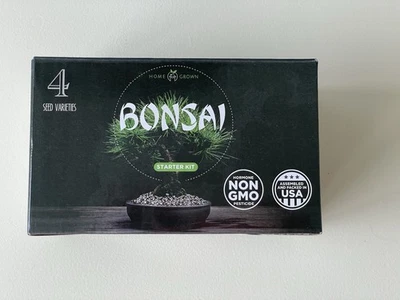 HOME GROWN
4
SEED VARIETIES
BONSAI
STARTER KIT
HORMONE
NON
GMO
PESTICIDE
ASSEMBLED
AND PACKED IN
USA